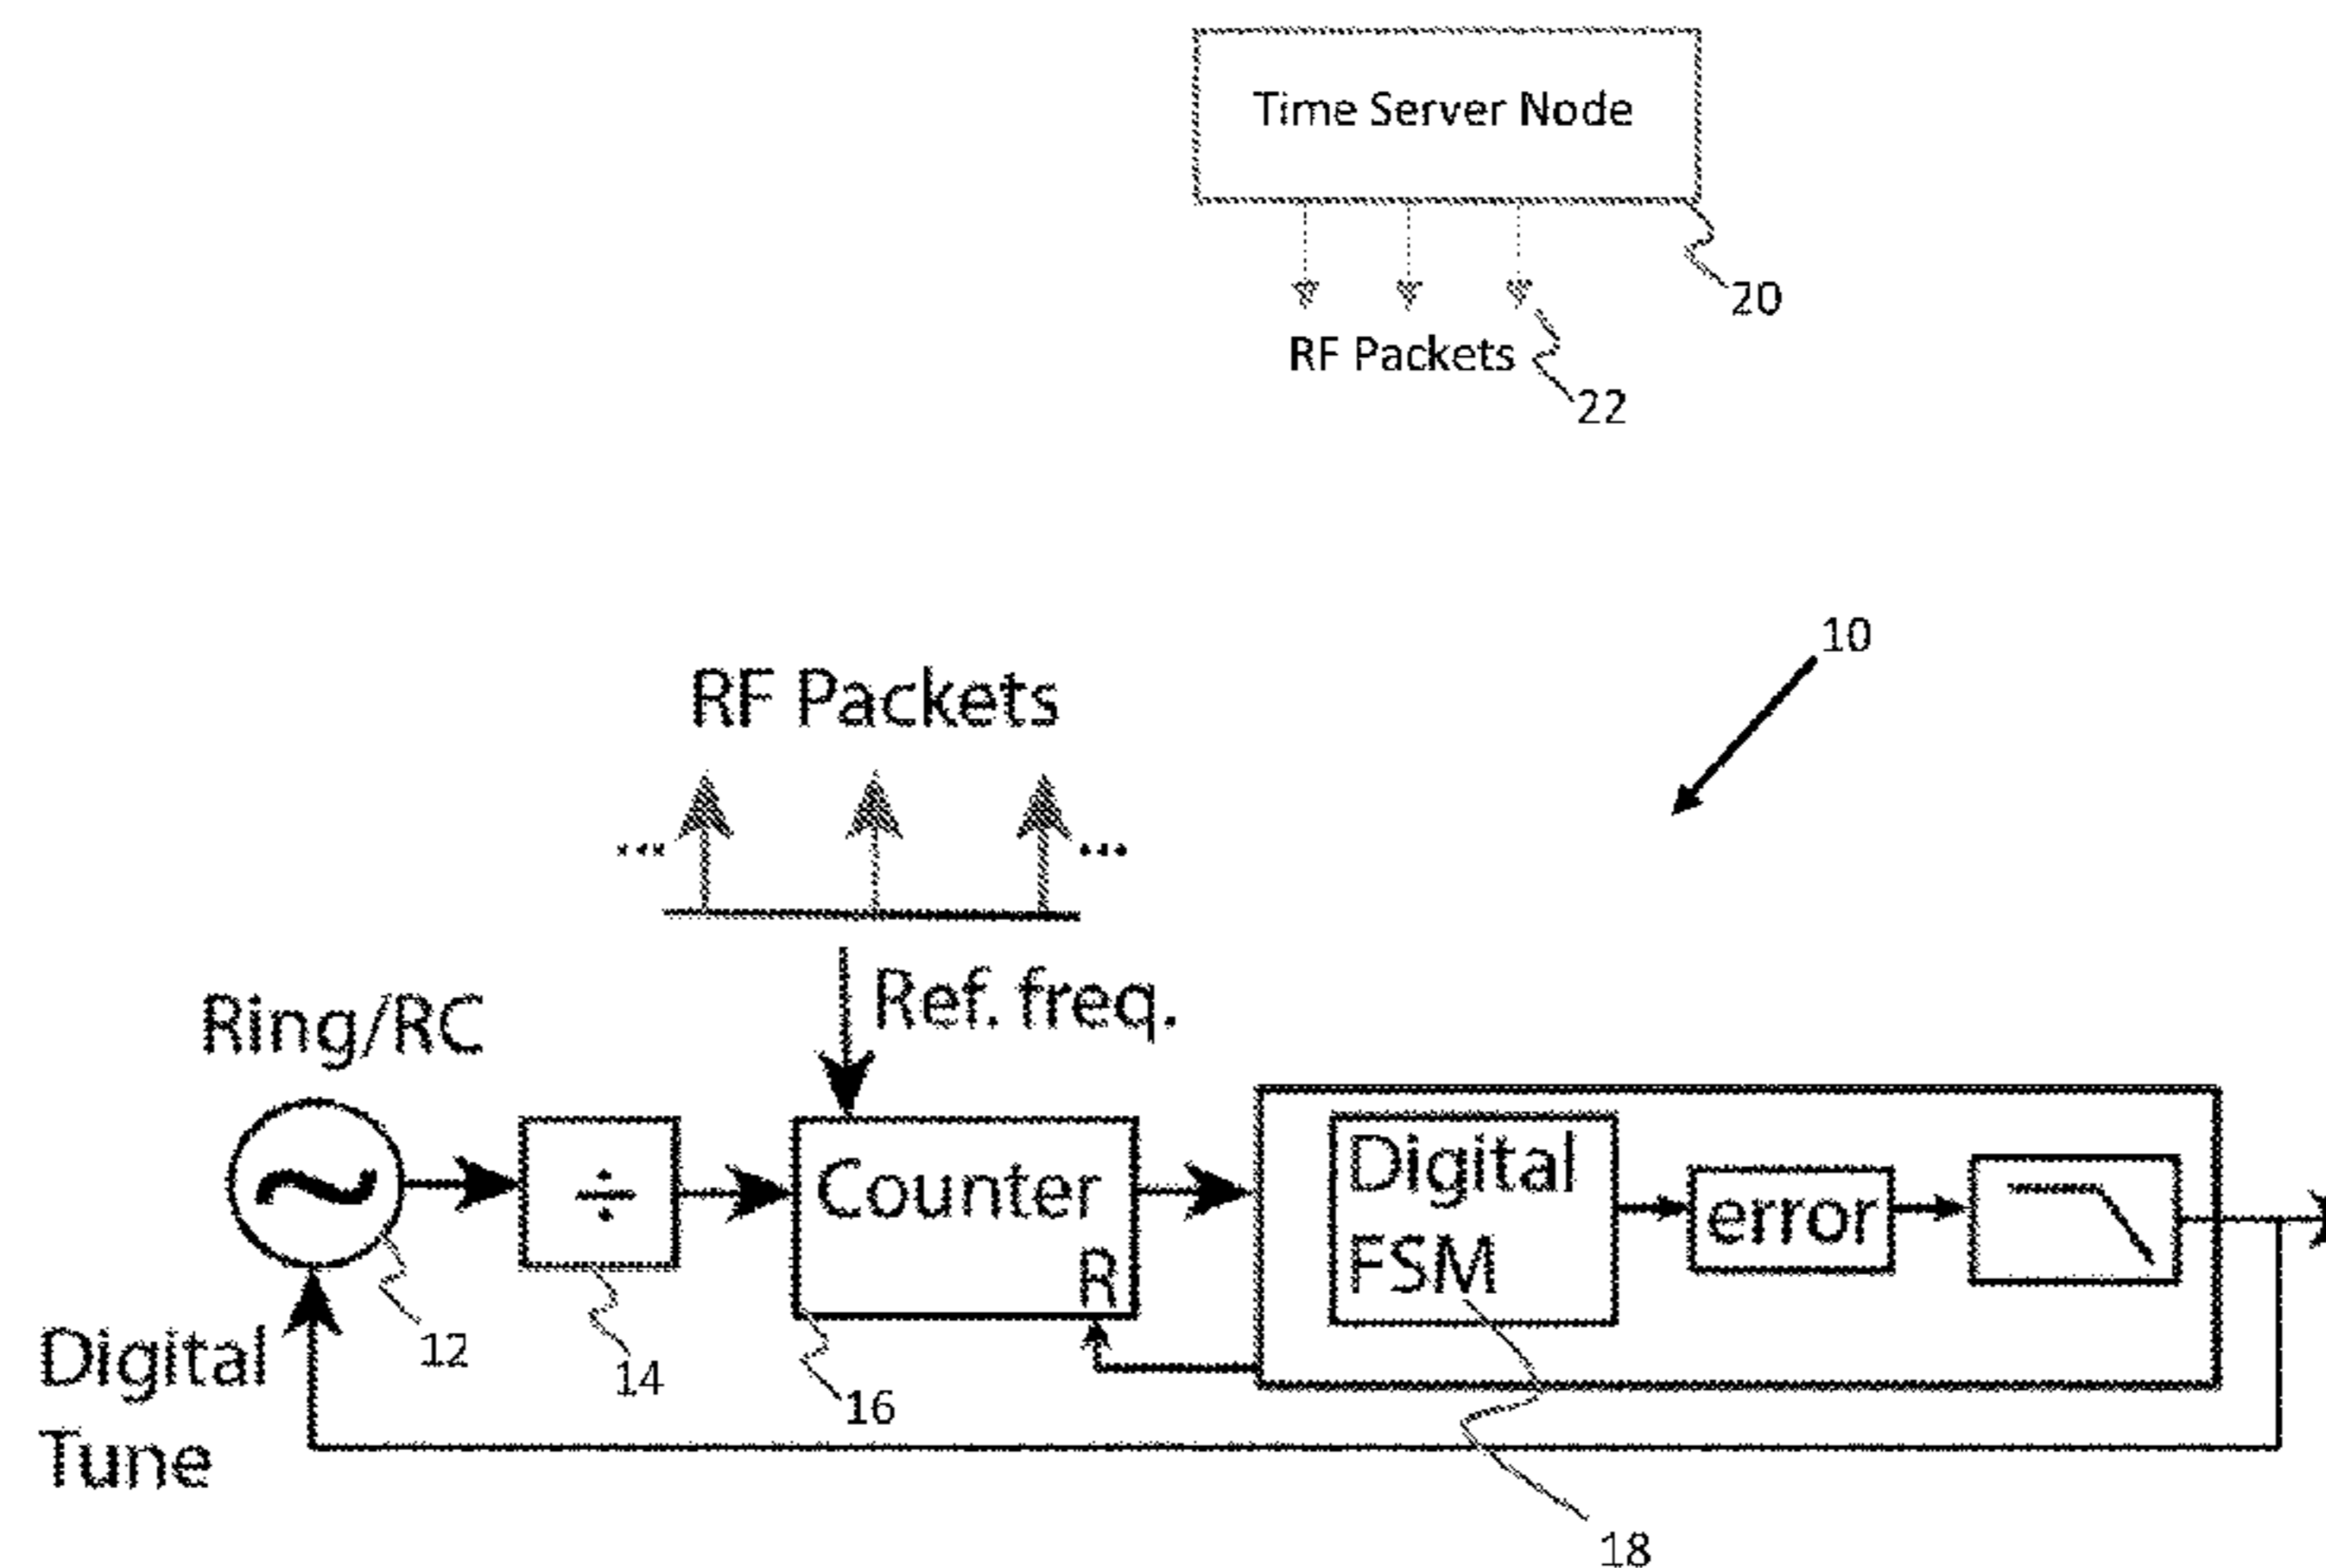 Time Server Node
20
RF Packets
22
10
RF Packets
... ...
Ref. freq.
Ring/RC
÷
Counter
R
Digital
FSM
error
12
14
16
Digital
Tune
18